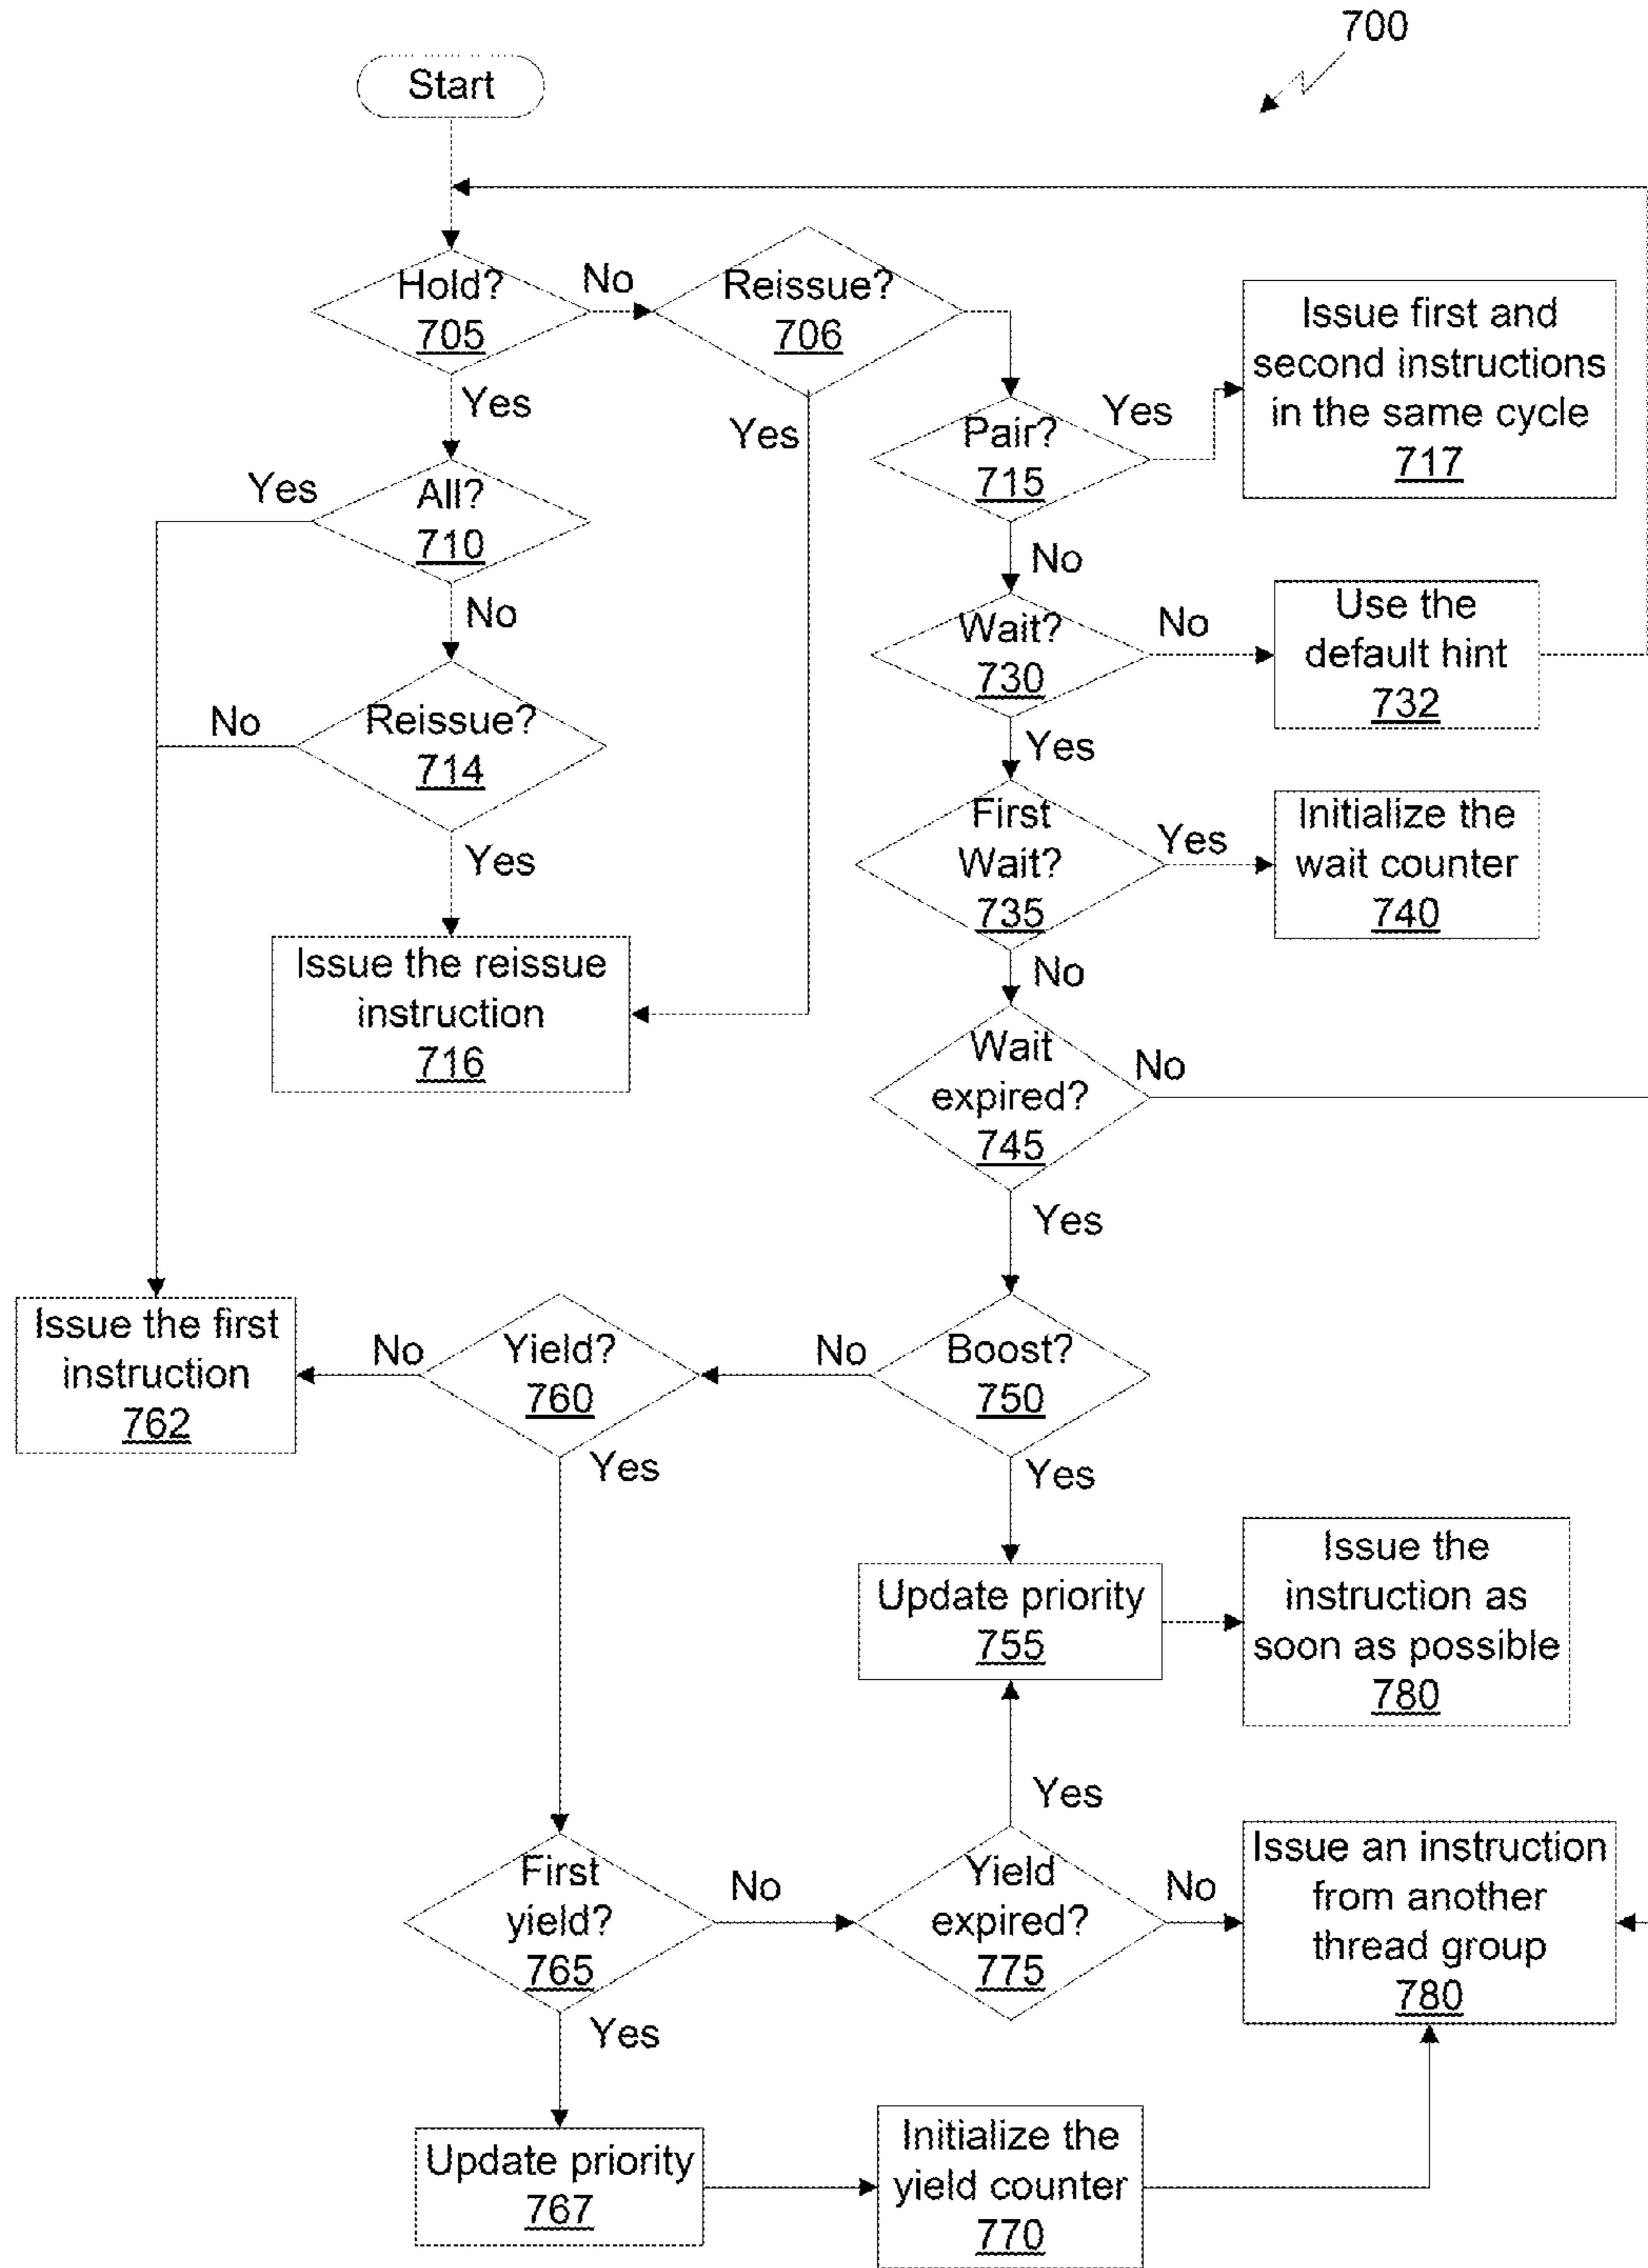 700
Start
Hold?
705
No
Reissue?
706
Issue first and
second instructions
in the same cycle
717
Yes
Yes
Pair?
715
Yes
Yes
All?
710
No
No
Wait?
730
No
Use the
default hint
732
No
Reissue?
714
Yes
Yes
First
Wait?
735
Yes
Initialize the
wait counter
740
Issue the reissue
instruction
716
No
Wait
expired?
745
No
Yes
Issue the first
instruction
762
No
Yield?
760
No
Boost?
750
Yes
Yes
Update priority
755
Issue the
instruction as
soon as possible
780
Yes
First
yield?
765
No
Yield
expired?
775
No
Issue an instruction
from another
thread group
780
Yes
Update priority
767
Initialize the
yield counter
770